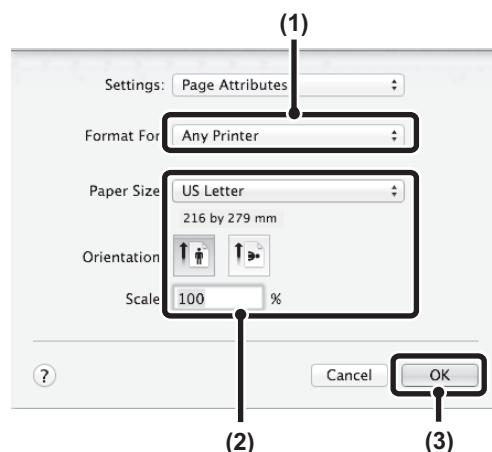 (1)
Settings: Page Attributes
Format For Any Printer
Paper Size US Letter
216 by 279 mm
Orientation
Scale 100 %
? Cancel OK
(2) (3)